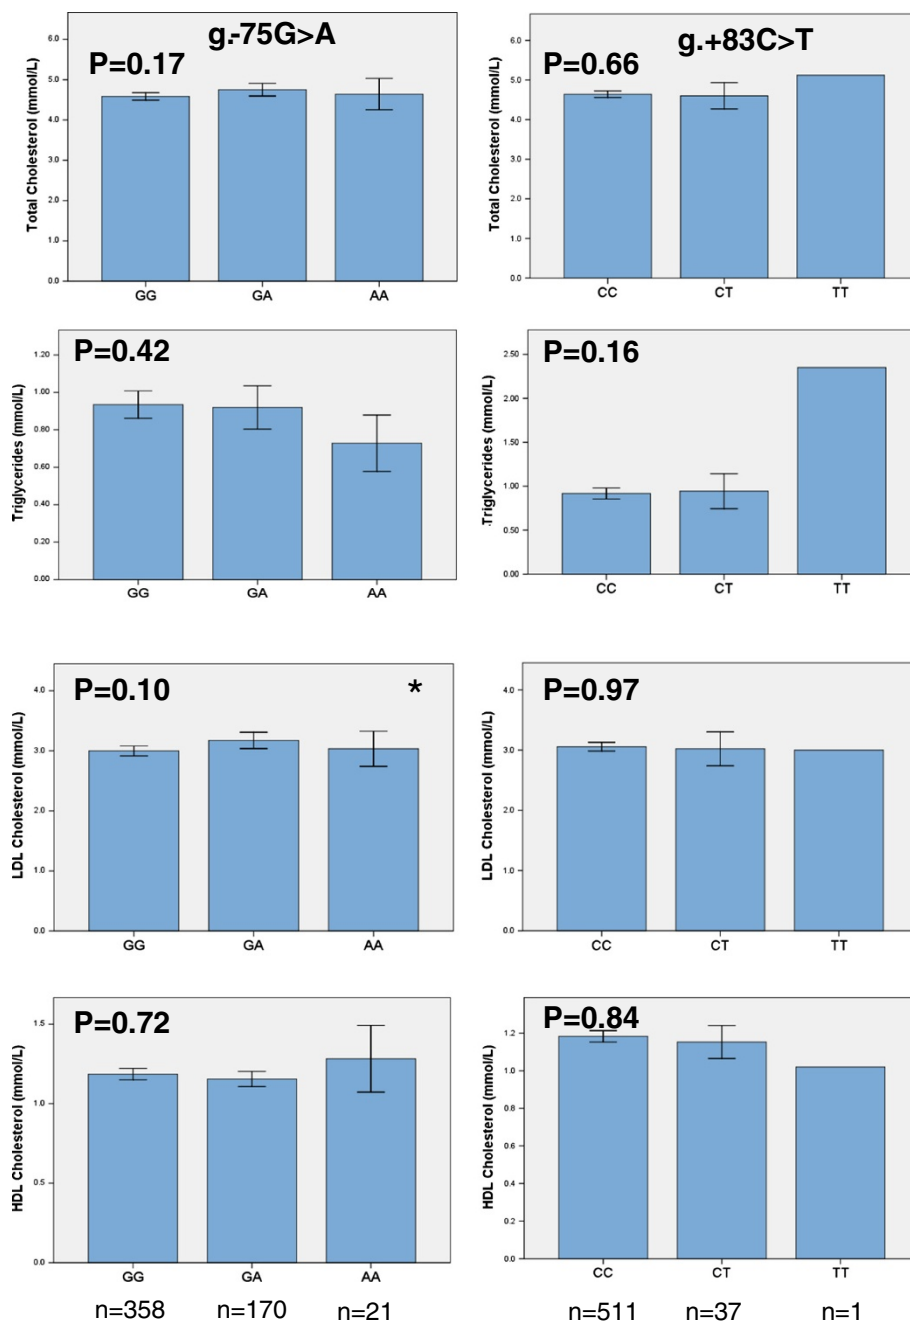 g.-75G>A
P=0.17
Total Cholesterol (mmol/L)
6.0
5.0
4.0
3.0
2.0
1.0
0.0
GG GA AA
g.+83C>T
P=0.66
Total Cholesterol (mmol/L)
6.0
5.0
4.0
3.0
2.0
1.0
0.0
CC CT TT
P=0.42
Triglycerides (mmol/L)
1.20
1.00
0.80
0.60
0.40
0.20
0.00
GG GA AA
P=0.16
Triglycerides (mmol/L)
2.50
2.00
1.50
1.00
0.50
0.00
CC CT TT
P=0.10 *
LDL Cholesterol (mmol/L)
4.0
3.0
2.0
1.0
0.0
GG GA AA
P=0.97
LDL Cholesterol (mmol/L)
4.0
3.0
2.0
1.0
0.0
CC CT TT
P=0.72
HDL Cholesterol (mmol/L)
1.5
1.0
0.5
0.0
GG GA AA
n=358 n=170 n=21
P=0.84
HDL Cholesterol (mmol/L)
1.2
1.0
0.8
0.6
0.4
0.2
0.0
CC CT TT
n=511 n=37 n=1